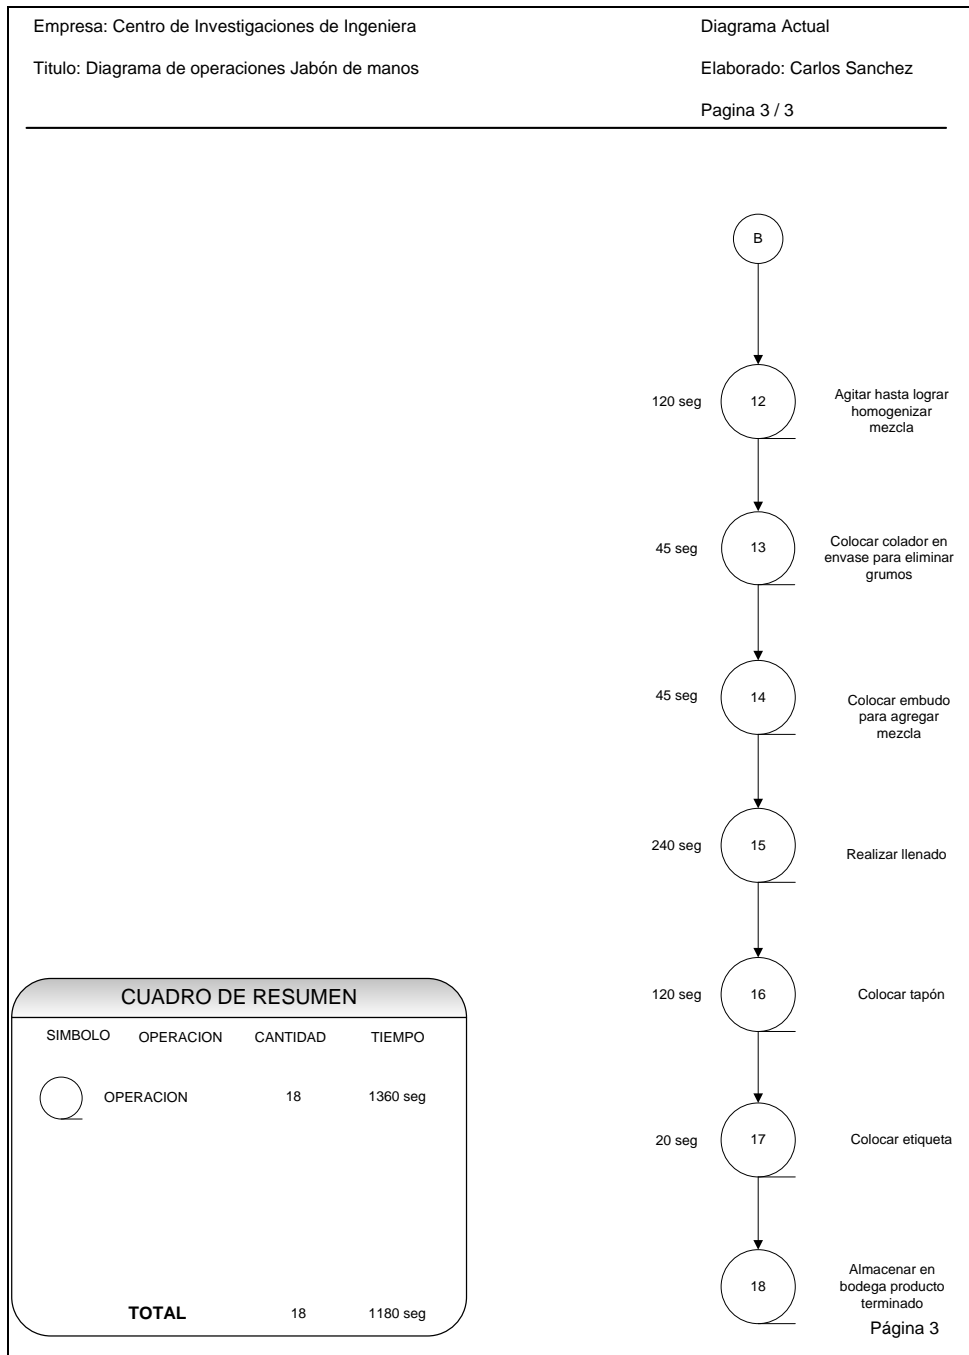 Empresa: Centro de Investigaciones de Ingeniera
Diagrama Actual
Titulo: Diagrama de operaciones Jabón de manos
Elaborado: Carlos Sanchez
Pagina 3 / 3
B
120 seg
12
Agitar hasta lograr
homogenizar
mezcla
45 seg
13
Colocar colador en
envase para eliminar
grumos
45 seg
14
Colocar embudo
para agregar
mezcla
240 seg
15
Realizar llenado
120 seg
16
Colocar tapón
20 seg
17
Colocar etiqueta
18
Almacenar en
bodega producto
terminado
CUADRO DE RESUMEN
SIMBOLO OPERACION CANTIDAD TIEMPO
OPERACION 18 1360 seg
TOTAL 18 1180 seg
Página 3